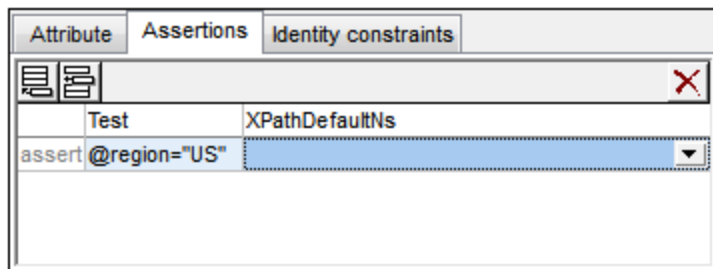 Attribute Assertions Identity constraints
Test XPathDefaultNs
assert @region="US"